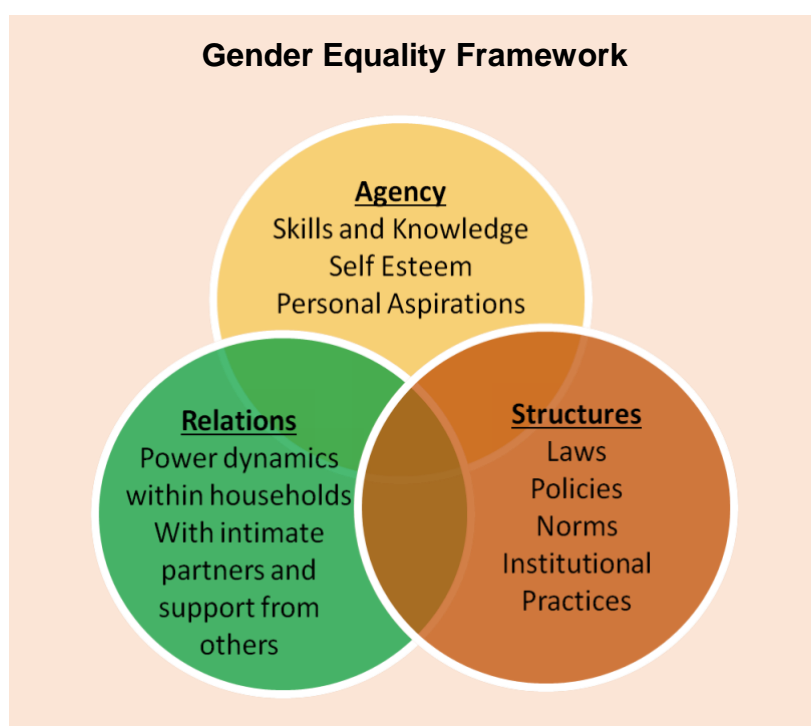 Gender Equality Framework
Agency
Skills and Knowledge
Self Esteem
Personal Aspirations
Relations
Power dynamics
within households
With intimate
partners and
support from
others
Structures
Laws
Policies
Norms
Institutional
Practices